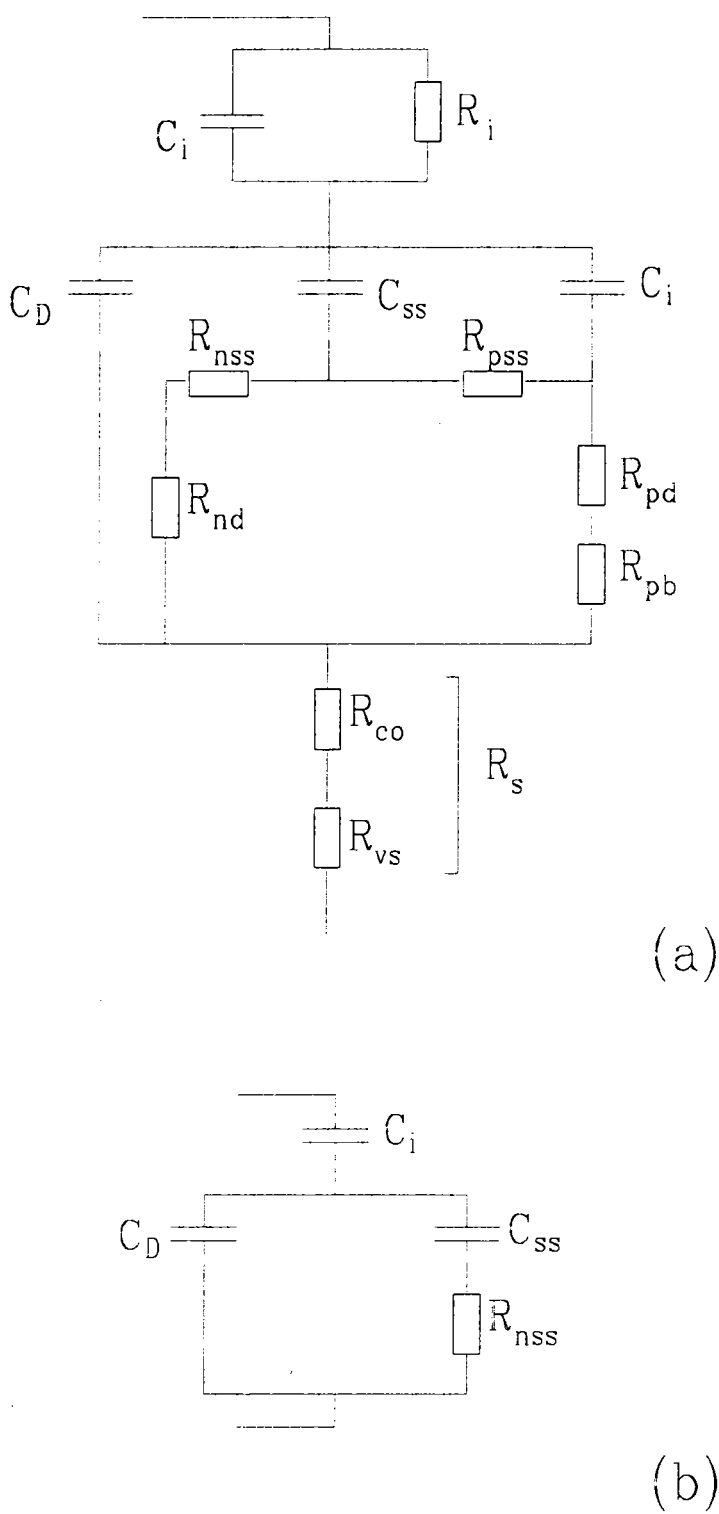 C_i
R_i
C_D
C_ss
C_i
R_nss
R_pss
R_nd
R_pd
R_pb
R_co
R_s
R_vs
(a)
C_i
C_D
C_ss
R_nss
(b)